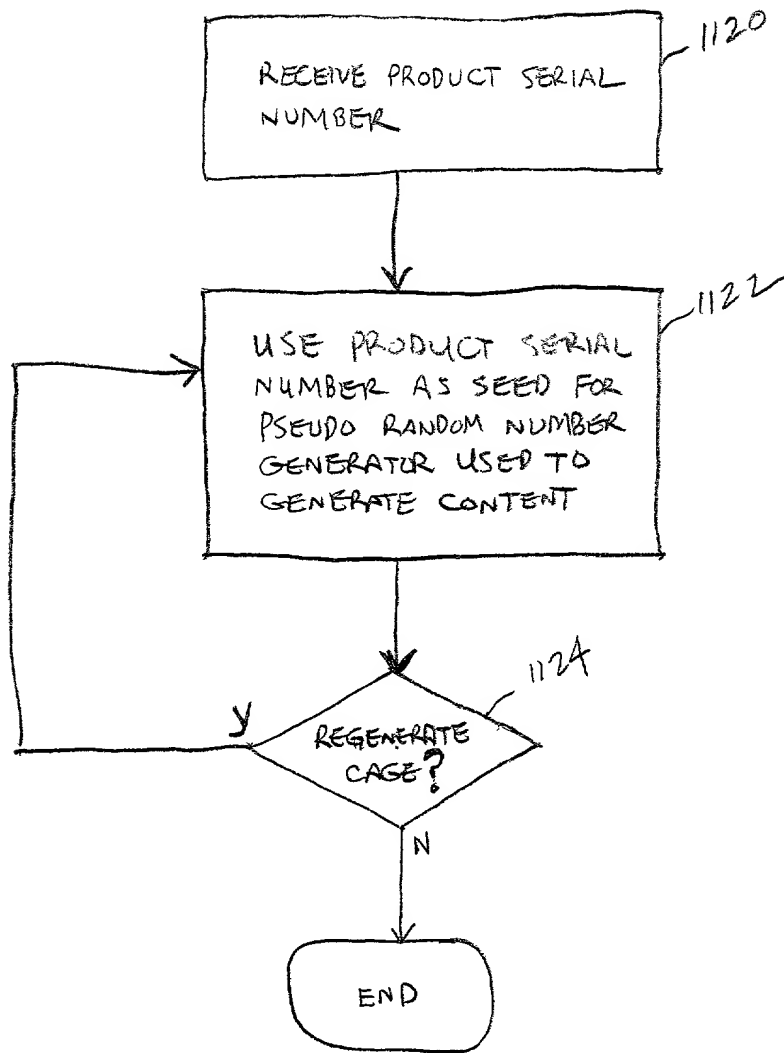 1120
RECEIVE PRODUCT SERIAL
NUMBER
1122
USE PRODUCT SERIAL
NUMBER AS SEED FOR
PSEUDO RANDOM NUMBER
GENERATOR USED TO
GENERATE CONTENT
1124
Y
REGENERATE
CAGE?
N
END